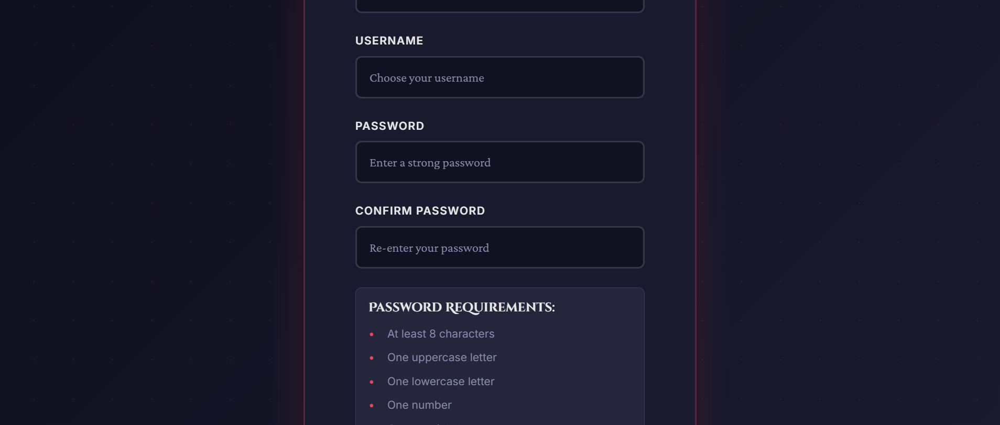 USERNAME
Choose your username
PASSWORD
Enter a strong password
CONFIRM PASSWORD
Re-enter your password
PASSWORD REQUIREMENTS:
• At least 8 characters
• One uppercase letter
• One lowercase letter
• One number